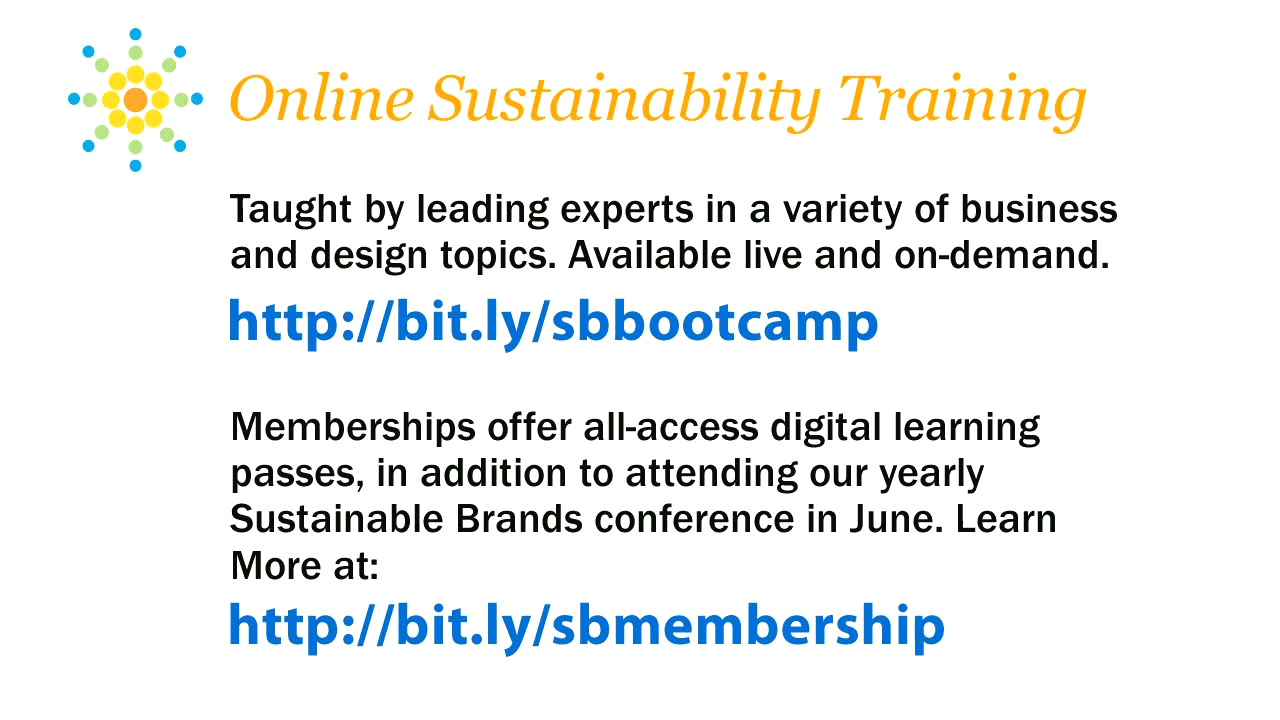 Online Sustainability Training
Taught by leading experts in a variety of business
and design topics. Available live and on-demand.
http://bit.ly/sbbootcamp
Memberships offer all-access digital learning
passes, in addition to attending our yearly
Sustainable Brands conference in June. Learn
More at:
http://bit.ly/sbmembership